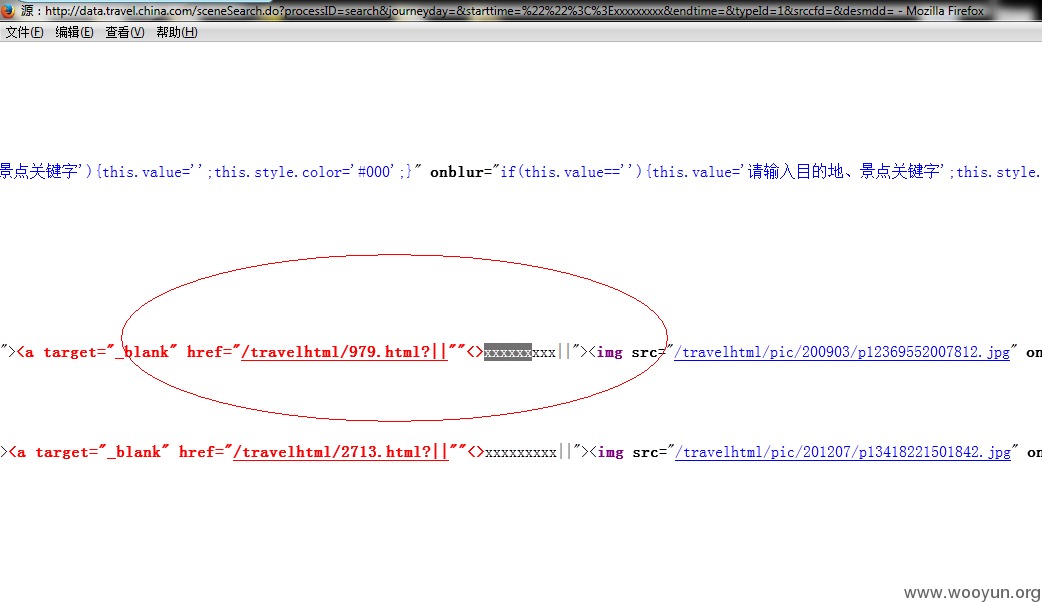 源：http://data.travel.china.com/sceneSearch.do?processID=search&journeyday=&starttime=%22%22%3C%3Exxxxxxxxx&endtime=&typeId=1&srccfd=&desmdd= - Mozilla Firefox
文件(F) 编辑(E) 查看(V) 帮助(H)
景点关键字'){this.value='';this.style.color='#000';}" onblur="if(this.value==''){this.value='请输入目的地、景点关键字';this.style.
"><a target="_blank" href="/travelhtml/979.html?||""<>xxxxxxxxx||"><img src="/travelhtml/pic/200903/p12369552007812.jpg" on
><a target="_blank" href="/travelhtml/2713.html?||""<>xxxxxxxxx||"><img src="/travelhtml/pic/201207/p13418221501842.jpg" on
www.wooyun.org